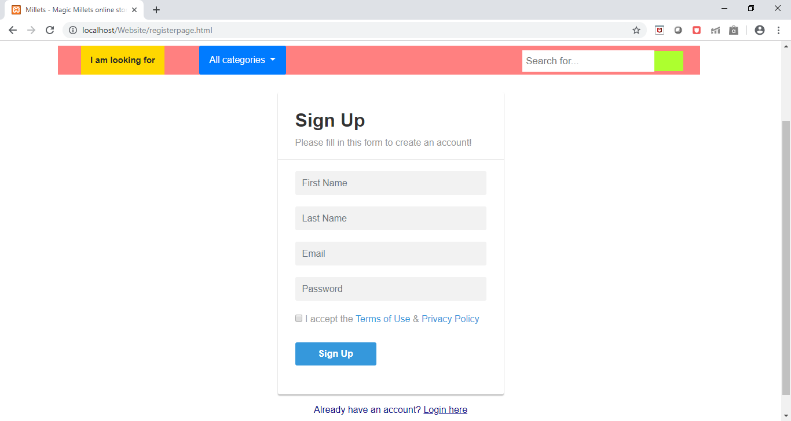 Millets - Magic Millets online sto
localhost/Website/registerpage.html
I am looking for
All categories
Search for...
Sign Up
Please fill in this form to create an account!
First Name
Last Name
Email
Password
I accept the Terms of Use & Privacy Policy
Sign Up
Already have an account? Login here